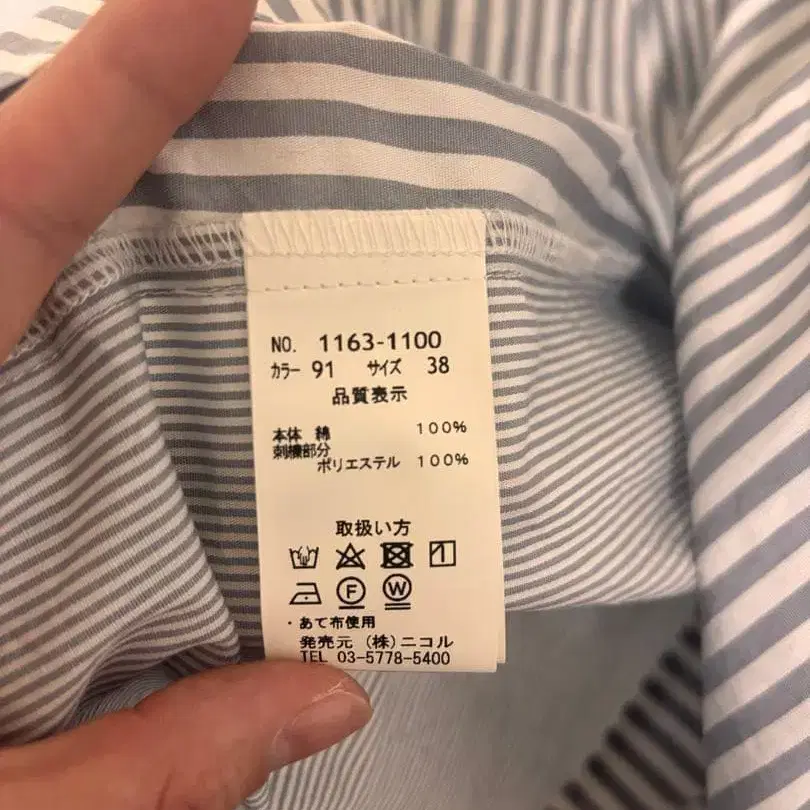 NO. 1163-1100
カラー 91 サイズ 38
品質表示
本体 綿 100%
刺繍部分
ポリエステル 100%
取扱い方
F W
・あて布使用
発売元 (株)ニコル
TEL 03-5778-5400